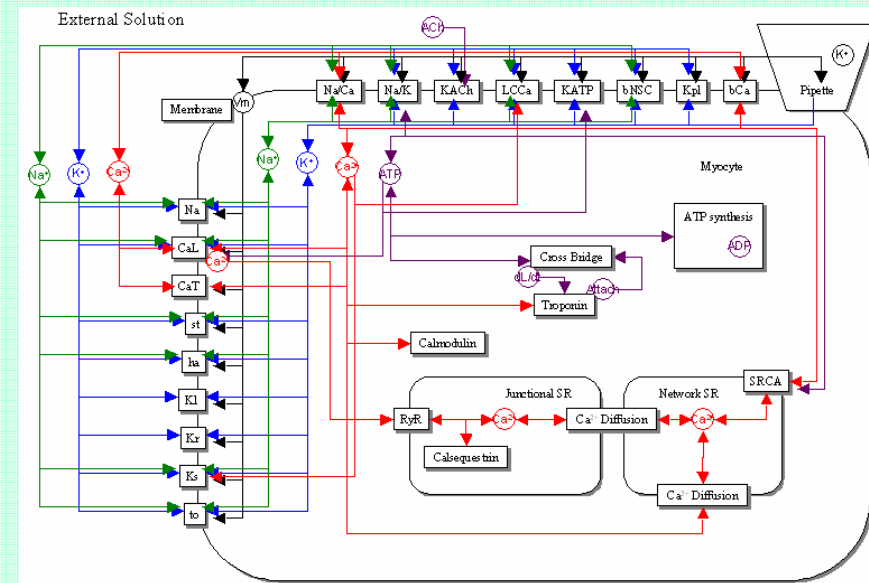 External Solution
ACh
K+
Na/Ca
Na/K
KACh
LCCa
KATP
bNSC
Kpl
bCa
Pipette
Membrane
Vm
Na+
K+
Ca2+
Na+
K+
Ca2+
ATP
Myocyte
Na
ATP synthesis
ADP
CaL
Ca2+
Cross Bridge
dL/dt
Attach
CaT
Troponin
st
Calmodulin
ha
Kl
Junctional SR
Network SR
SRCA
RyR
Ca2+
Ca2+ Diffusion
Ca2+
Kr
Calsequestrin
Ks
Ca2+ Diffusion
to